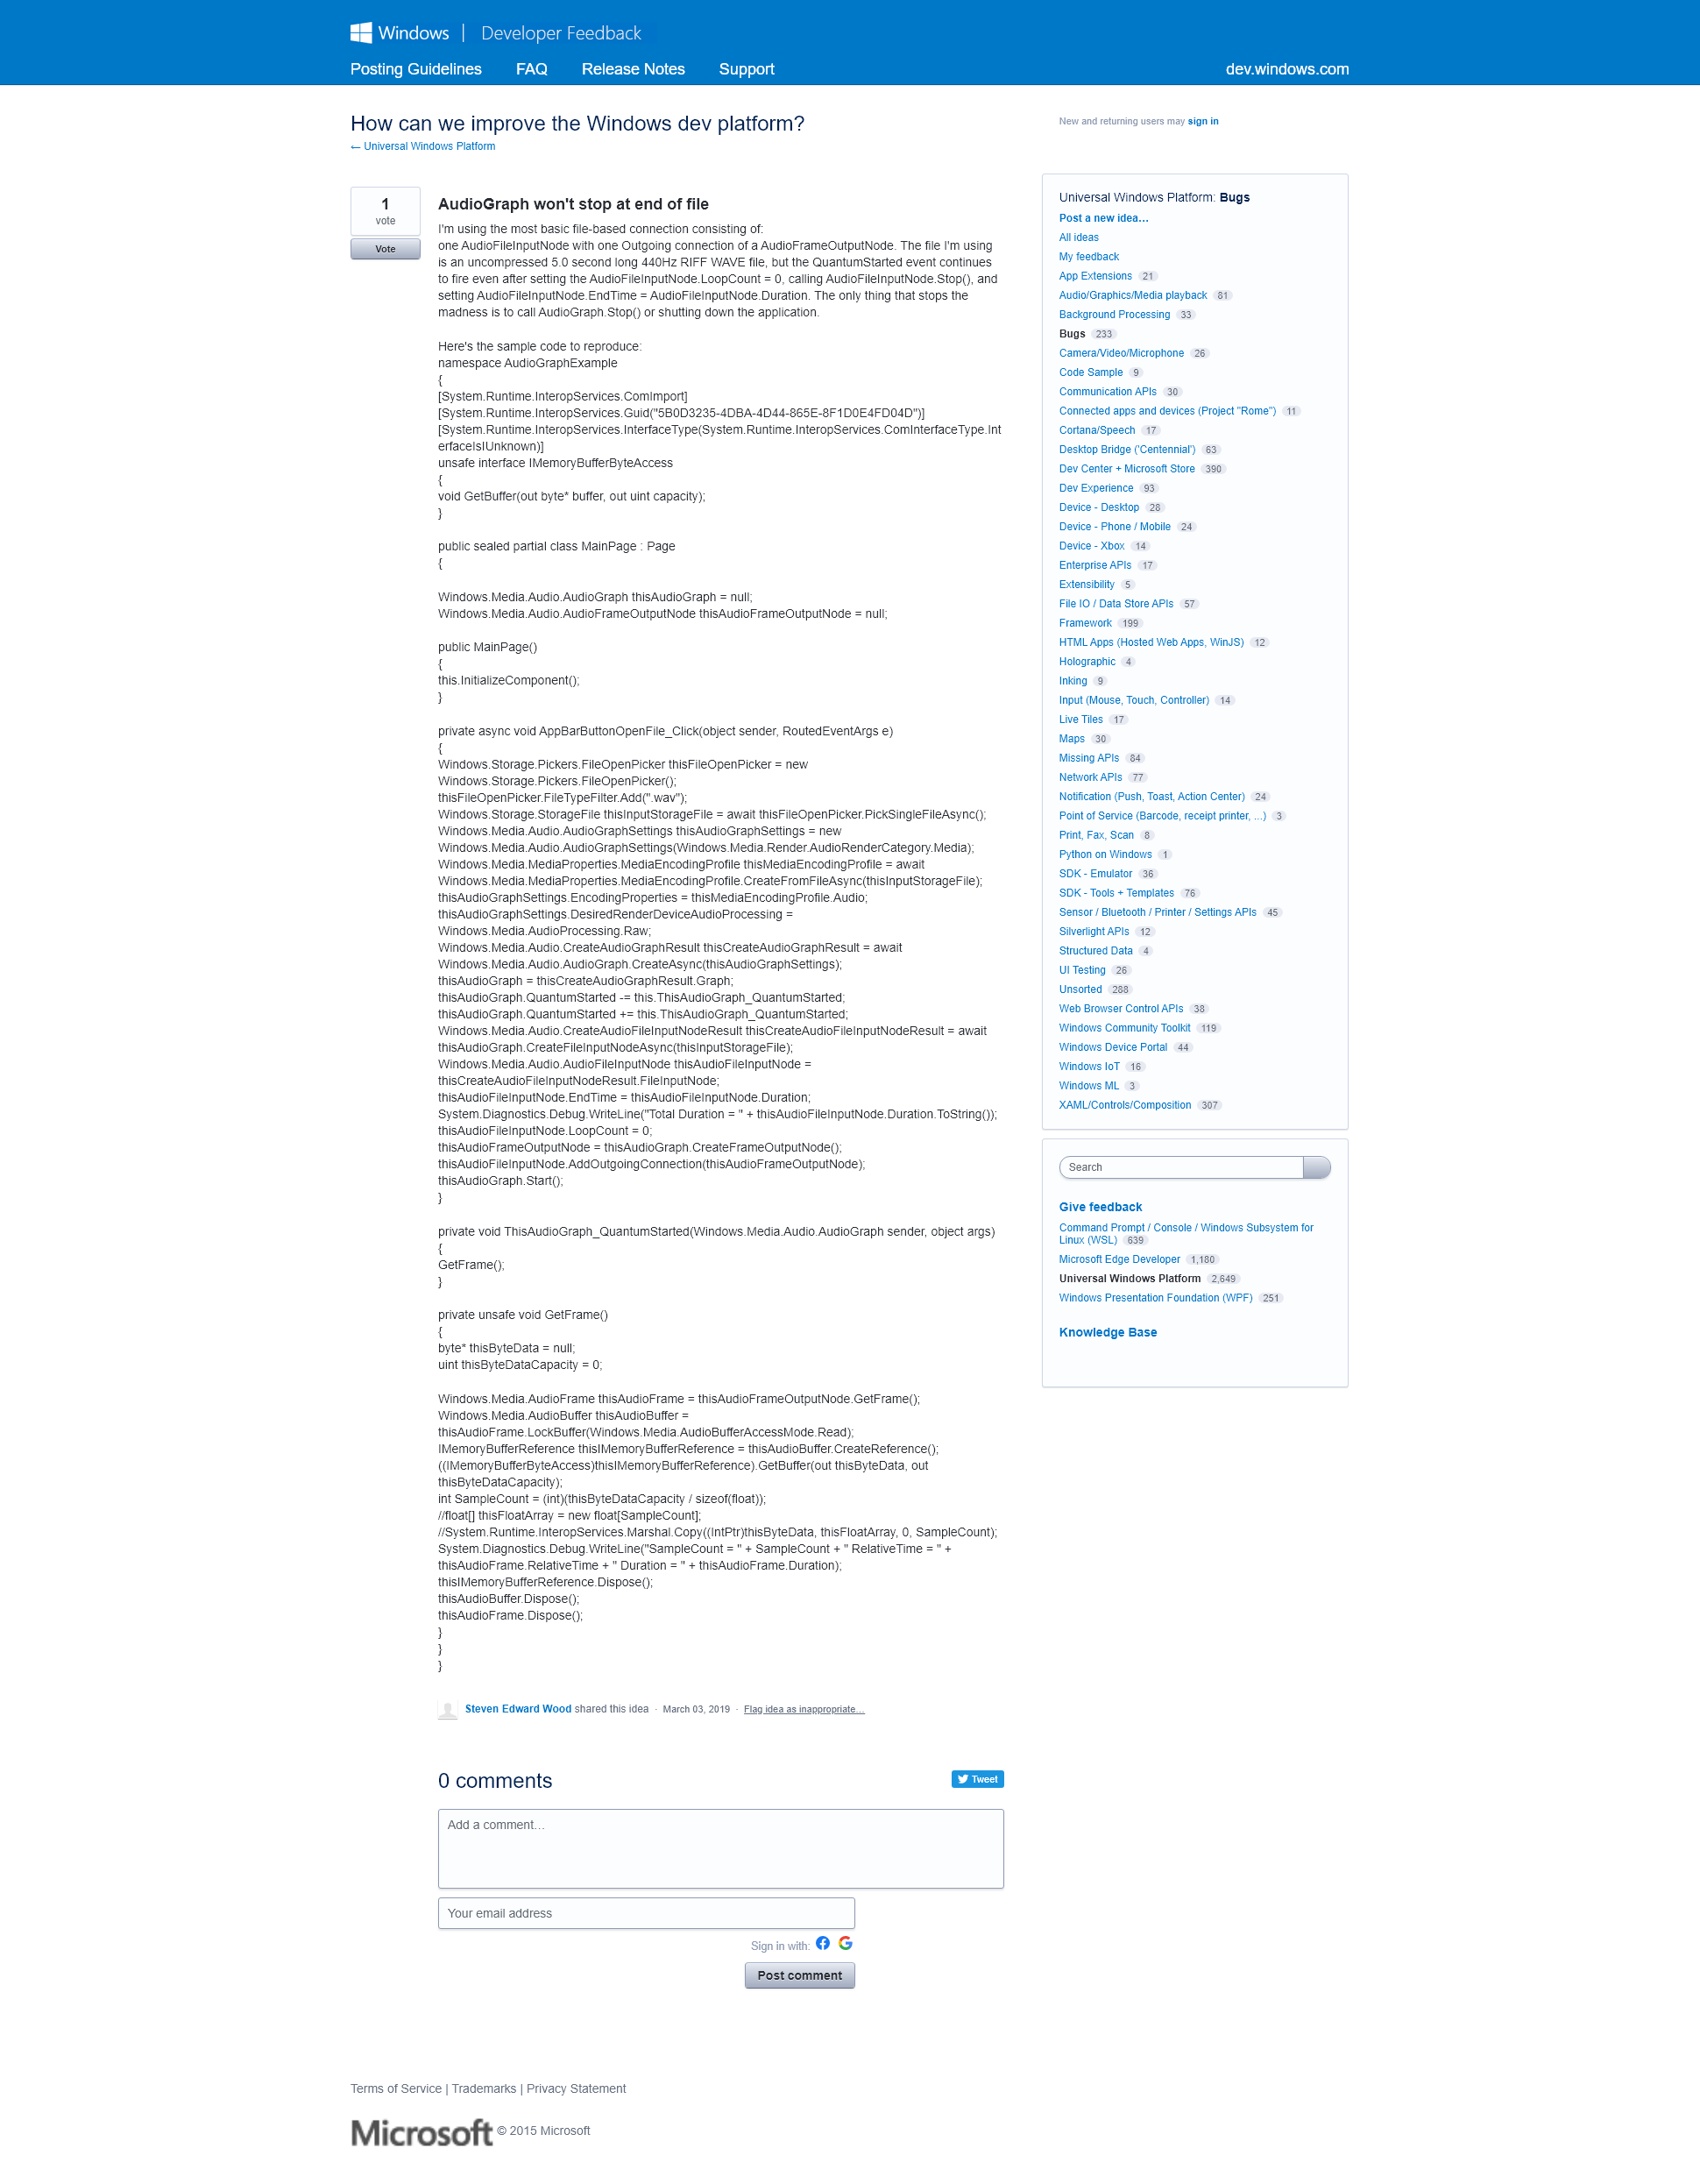 Windows | Developer Feedback
Posting Guidelines FAQ Release Notes Support dev.windows.com
How can we improve the Windows dev platform?
← Universal Windows Platform
New and returning users may sign in
1
vote
Vote
AudioGraph won't stop at end of file
I'm using the most basic file-based connection consisting of:
one AudioFileInputNode with one Outgoing connection of a AudioFrameOutputNode. The file I'm using
is an uncompressed 5.0 second long 440Hz RIFF WAVE file, but the QuantumStarted event continues
to fire even after setting the AudioFileInputNode.LoopCount = 0, calling AudioFileInputNode.Stop(), and
setting AudioFileInputNode.EndTime = AudioFileInputNode.Duration. The only thing that stops the
madness is to call AudioGraph.Stop() or shutting down the application.
Here's the sample code to reproduce:
namespace AudioGraphExample
{
[System.Runtime.InteropServices.ComImport]
[System.Runtime.InteropServices.Guid("5B0D3235-4DBA-4D44-865E-8F1D0E4FD04D")]
[System.Runtime.InteropServices.InterfaceType(System.Runtime.InteropServices.ComInterfaceType.Int
erfaceIsIUnknown)]
unsafe interface IMemoryBufferByteAccess
{
void GetBuffer(out byte* buffer, out uint capacity);
}
public sealed partial class MainPage : Page
{
Windows.Media.Audio.AudioGraph thisAudioGraph = null;
Windows.Media.Audio.AudioFrameOutputNode thisAudioFrameOutputNode = null;
public MainPage()
{
this.InitializeComponent();
}
private async void AppBarButtonOpenFile_Click(object sender, RoutedEventArgs e)
{
Windows.Storage.Pickers.FileOpenPicker thisFileOpenPicker = new
Windows.Storage.Pickers.FileOpenPicker();
thisFileOpenPicker.FileTypeFilter.Add(".wav");
Windows.Storage.StorageFile thisInputStorageFile = await thisFileOpenPicker.PickSingleFileAsync();
Windows.Media.Audio.AudioGraphSettings thisAudioGraphSettings = new
Windows.Media.Audio.AudioGraphSettings(Windows.Media.Render.AudioRenderCategory.Media);
Windows.Media.MediaProperties.MediaEncodingProfile thisMediaEncodingProfile = await
Windows.Media.MediaProperties.MediaEncodingProfile.CreateFromFileAsync(thisInputStorageFile);
thisAudioGraphSettings.EncodingProperties = thisMediaEncodingProfile.Audio;
thisAudioGraphSettings.DesiredRenderDeviceAudioProcessing =
Windows.Media.AudioProcessing.Raw;
Windows.Media.Audio.CreateAudioGraphResult thisCreateAudioGraphResult = await
Windows.Media.Audio.AudioGraph.CreateAsync(thisAudioGraphSettings);
thisAudioGraph = thisCreateAudioGraphResult.Graph;
thisAudioGraph.QuantumStarted -= this.ThisAudioGraph_QuantumStarted;
thisAudioGraph.QuantumStarted += this.ThisAudioGraph_QuantumStarted;
Windows.Media.Audio.CreateAudioFileInputNodeResult thisCreateAudioFileInputNodeResult = await
thisAudioGraph.CreateFileInputNodeAsync(thisInputStorageFile);
Windows.Media.Audio.AudioFileInputNode thisAudioFileInputNode =
thisCreateAudioFileInputNodeResult.FileInputNode;
thisAudioFileInputNode.EndTime = thisAudioFileInputNode.Duration;
System.Diagnostics.Debug.WriteLine("Total Duration = " + thisAudioFileInputNode.Duration.ToString());
thisAudioFileInputNode.LoopCount = 0;
thisAudioFrameOutputNode = thisAudioGraph.CreateFrameOutputNode();
thisAudioFileInputNode.AddOutgoingConnection(thisAudioFrameOutputNode);
thisAudioGraph.Start();
}
private void ThisAudioGraph_QuantumStarted(Windows.Media.Audio.AudioGraph sender, object args)
{
GetFrame();
}
private unsafe void GetFrame()
{
byte* thisByteData = null;
uint thisByteDataCapacity = 0;
Windows.Media.AudioFrame thisAudioFrame = thisAudioFrameOutputNode.GetFrame();
Windows.Media.AudioBuffer thisAudioBuffer =
thisAudioFrame.LockBuffer(Windows.Media.AudioBufferAccessMode.Read);
IMemoryBufferReference thisIMemoryBufferReference = thisAudioBuffer.CreateReference();
((IMemoryBufferByteAccess)thisIMemoryBufferReference).GetBuffer(out thisByteData, out
thisByteDataCapacity);
int SampleCount = (int)(thisByteDataCapacity / sizeof(float));
//float[] thisFloatArray = new float[SampleCount];
//System.Runtime.InteropServices.Marshal.Copy((IntPtr)thisByteData, thisFloatArray, 0, SampleCount);
System.Diagnostics.Debug.WriteLine("SampleCount = " + SampleCount + " RelativeTime = " +
thisAudioFrame.RelativeTime + " Duration = " + thisAudioFrame.Duration);
thisIMemoryBufferReference.Dispose();
thisAudioBuffer.Dispose();
thisAudioFrame.Dispose();
}
}
}
Steven Edward Wood shared this idea · March 03, 2019 · Flag idea as inappropriate…
0 comments
Tweet
Add a comment…
Your email address
Sign in with:
Post comment
Universal Windows Platform: Bugs
Post a new idea…
All ideas
My feedback
App Extensions 21
Audio/Graphics/Media playback 81
Background Processing 33
Bugs 233
Camera/Video/Microphone 26
Code Sample 9
Communication APIs 30
Connected apps and devices (Project "Rome") 11
Cortana/Speech 17
Desktop Bridge ('Centennial') 63
Dev Center + Microsoft Store 390
Dev Experience 93
Device - Desktop 28
Device - Phone / Mobile 24
Device - Xbox 14
Enterprise APIs 17
Extensibility 5
File IO / Data Store APIs 57
Framework 199
HTML Apps (Hosted Web Apps, WinJS) 12
Holographic 4
Inking 9
Input (Mouse, Touch, Controller) 14
Live Tiles 17
Maps 30
Missing APIs 84
Network APIs 77
Notification (Push, Toast, Action Center) 24
Point of Service (Barcode, receipt printer, ...) 3
Print, Fax, Scan 8
Python on Windows 1
SDK - Emulator 36
SDK - Tools + Templates 76
Sensor / Bluetooth / Printer / Settings APIs 45
Silverlight APIs 12
Structured Data 4
UI Testing 26
Unsorted 288
Web Browser Control APIs 38
Windows Community Toolkit 119
Windows Device Portal 44
Windows IoT 16
Windows ML 3
XAML/Controls/Composition 307
Search
Give feedback
Command Prompt / Console / Windows Subsystem for
Linux (WSL) 639
Microsoft Edge Developer 1,180
Universal Windows Platform 2,649
Windows Presentation Foundation (WPF) 251
Knowledge Base
Terms of Service | Trademarks | Privacy Statement
Microsoft © 2015 Microsoft